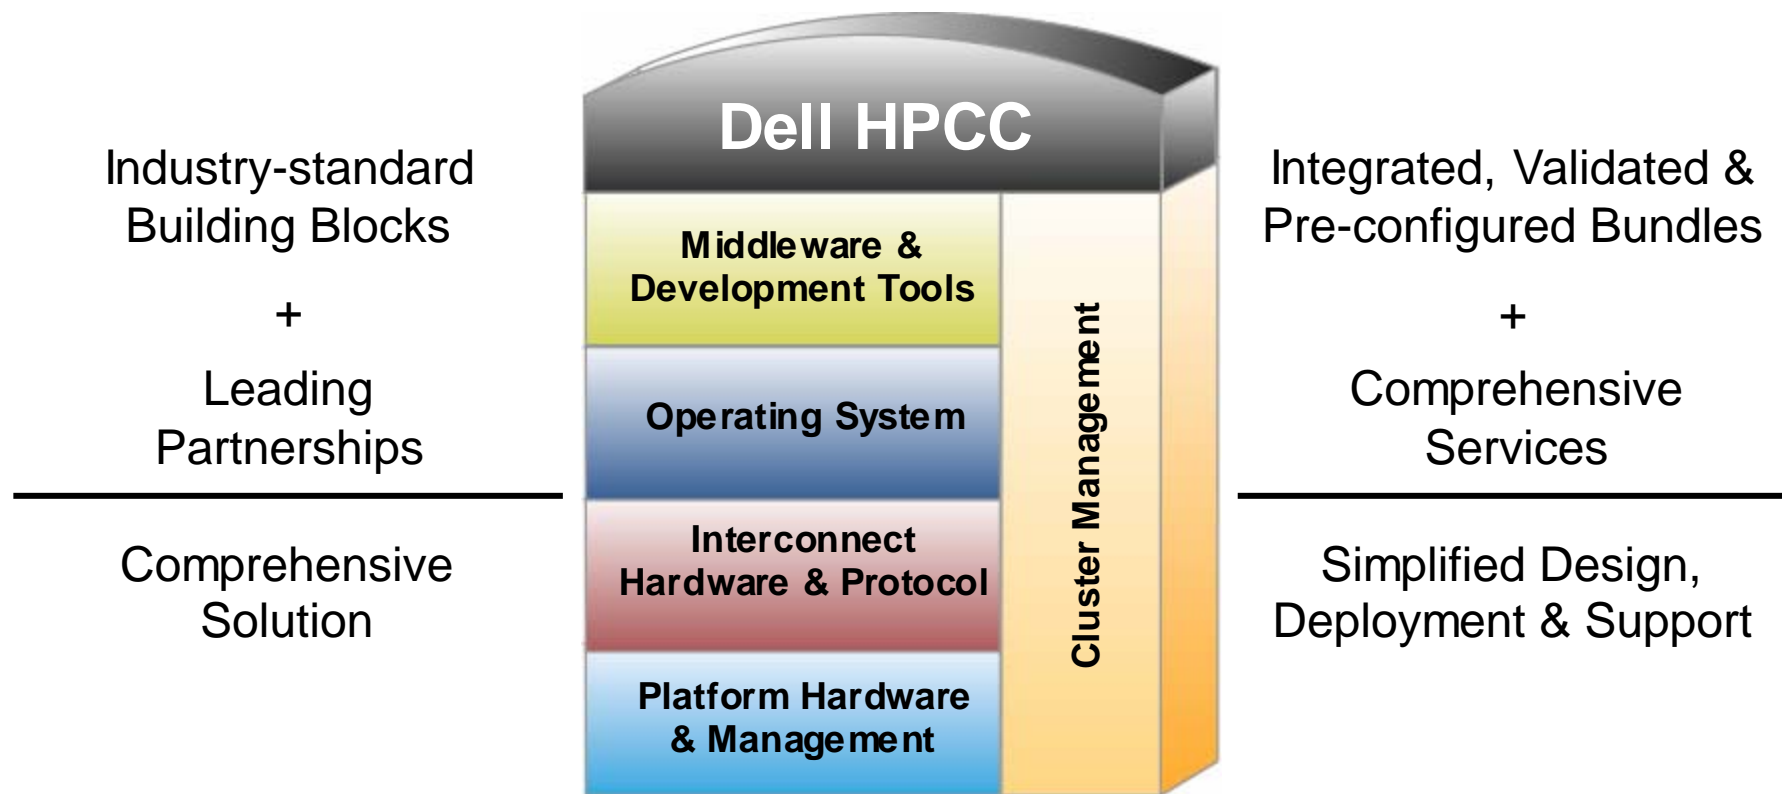 Industry-standard
Building Blocks
+
Leading
Partnerships
Comprehensive
Solution
Dell HPCC
Middleware &
Development Tools
Operating System
Interconnect
Hardware & Protocol
Platform Hardware
& Management
Cluster Management
Integrated, Validated &
Pre-configured Bundles
+
Comprehensive
Services
Simplified Design,
Deployment & Support